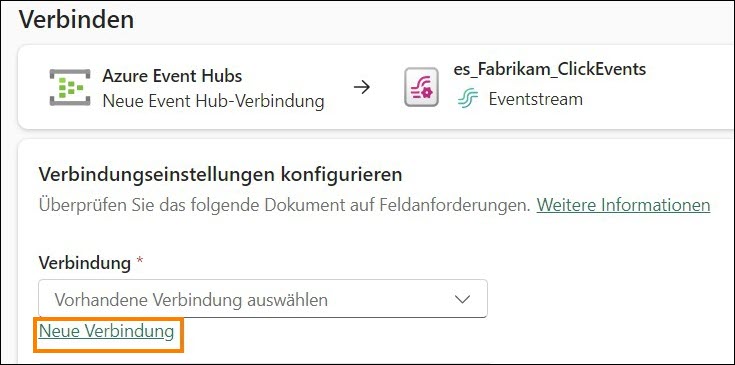 Verbinden
Azure Event Hubs
Neue Event Hub-Verbindung
es_Fabrikam_ClickEvents
Eventstream
Verbindungseinstellungen konfigurieren
Überprüfen Sie das folgende Dokument auf Feldanforderungen. Weitere Informationen
Verbindung *
Vorhandene Verbindung auswählen
Neue Verbindung